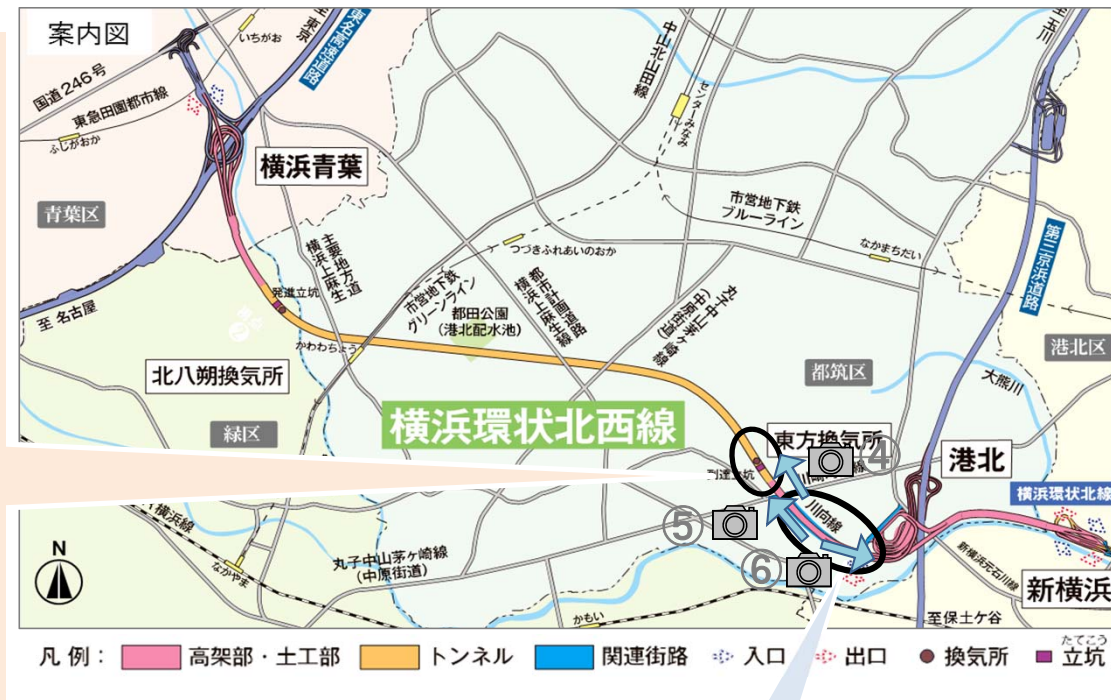 案内図
いちがお
至 東京
東名高速道路
国道246号
東急田園都市線
ふじがおか
横浜青葉
青葉区
至 名古屋
中山北山田線
センターみなみ
至 玉川
市営地下鉄
ブルーライン
なかまちだい
第三京浜道路
つづきふれあいのおか
主要地方道
横浜上麻生
市営地下鉄
グリーンライン
都田公園
(港北配水池)
都市計画道路
横浜上麻生線
丸子中山茅ヶ崎線
(中原街道)
発進立坑
かわわちょう
北八朔換気所
港北区
都筑区
大熊川
緑区
横浜環状北西線
東方換気所
④
港北
横浜環状北線
川向線
⑤
⑥
横浜線
なかやま
丸子中山茅ヶ崎線
(中原街道)
かもい
新横浜元石川線
新横浜
至保土ケ谷
N
凡 例:
高架部・土工部
トンネル
関連街路
入口
出口
換気所
たてこう
立坑